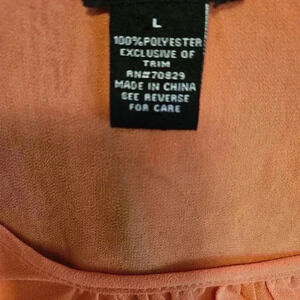 L
100%POLYESTER
EXCLUSIVE OF
TRIM
RN#70829
MADE IN CHINA
SEE REVERSE
FOR CARE